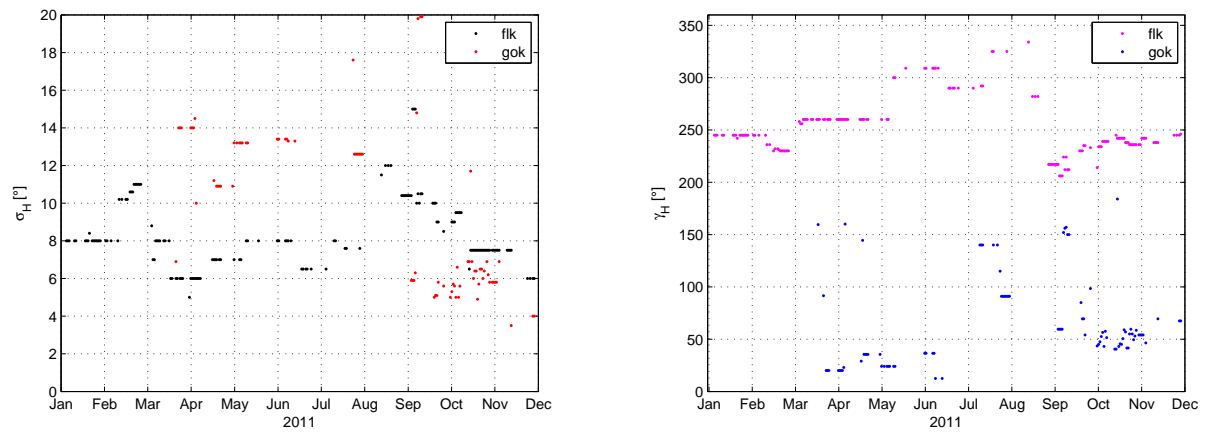 20
18
16
14
12
10
8
6
4
2
0
σ_H [°]
flk
gok
Jan Feb Mar Apr May Jun Jul Aug Sep Oct Nov Dec
2011
350
300
250
200
150
100
50
0
γ_H [°]
flk
gok
Jan Feb Mar Apr May Jun Jul Aug Sep Oct Nov Dec
2011